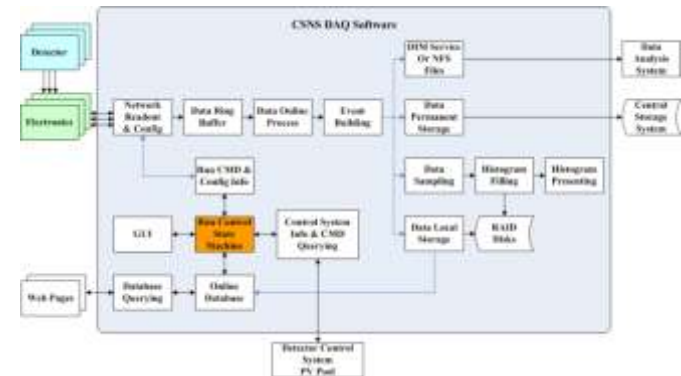 CSNS DAQ Software
Detector
Electronics
Network
Readout
& Config
Data Ring
Buffer
Data Online
Process
Event
Building
DIM Service
Or NFS
Files
Data
Analysis
System
Data
Permanent
Storage
Central
Storage
System
Data
Sampling
Histogram
Filling
Histogram
Presenting
Data Local
Storage
RAID
Disks
Run CMD &
Config Info
GUI
Run Control
State
Machine
Control System
Info & CMD
Querying
Web Pages
Database
Querying
Online
Database
Detector Control
System
PV Pool